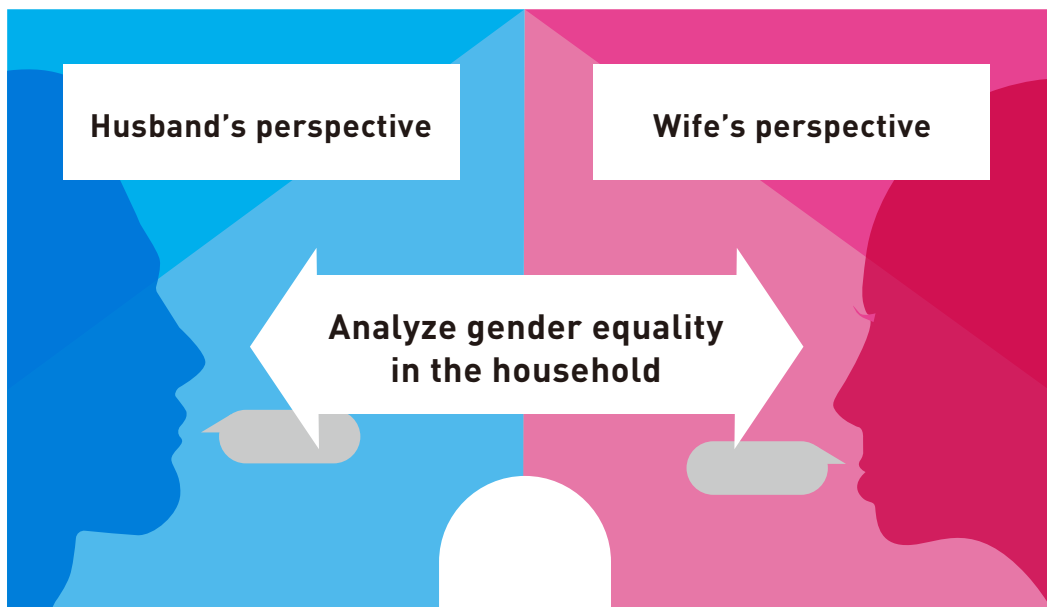 Husband’s perspective
Wife’s perspective
Analyze gender equality
in the household